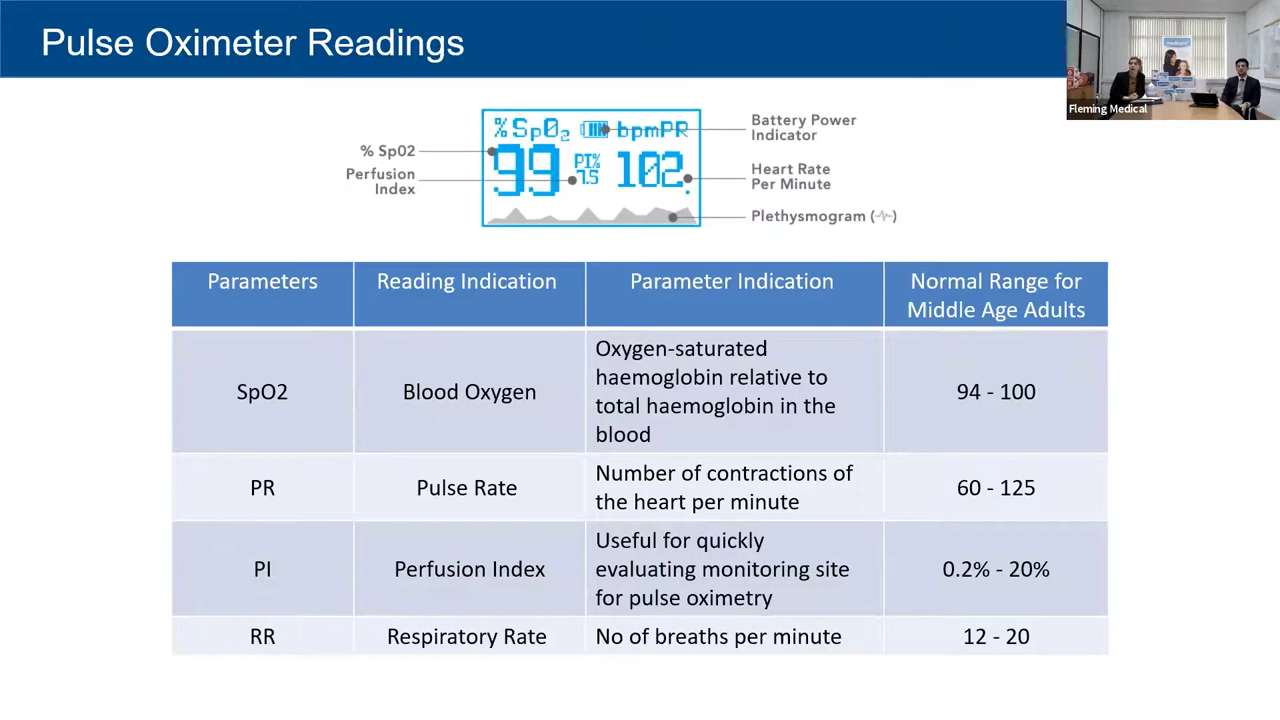 Pulse Oximeter Readings
medicare
Fleming Medical
% Sp02
Perfusion
Index
%SpO₂ bpmPR
99 PI% 102
7.5
Battery Power
Indicator
Heart Rate
Per Minute
Plethysmogram ( )
Parameters
Reading Indication
Parameter Indication
Normal Range for
Middle Age Adults
SpO2
Blood Oxygen
Oxygen-saturated
haemoglobin relative to
total haemoglobin in the
blood
94 - 100
PR
Pulse Rate
Number of contractions of
the heart per minute
60 - 125
PI
Perfusion Index
Useful for quickly
evaluating monitoring site
for pulse oximetry
0.2% - 20%
RR
Respiratory Rate
No of breaths per minute
12 - 20